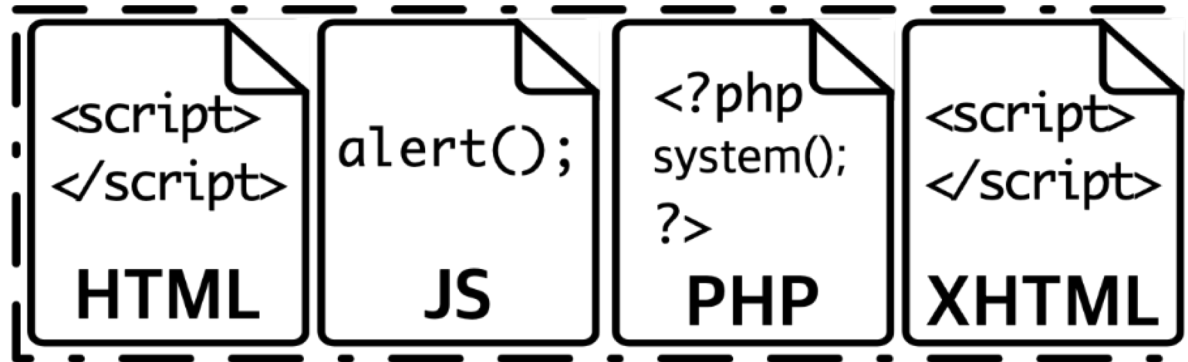 <script>
</script>
HTML
alert();
JS
<?php
system();
?>
PHP
<script>
</script>
XHTML